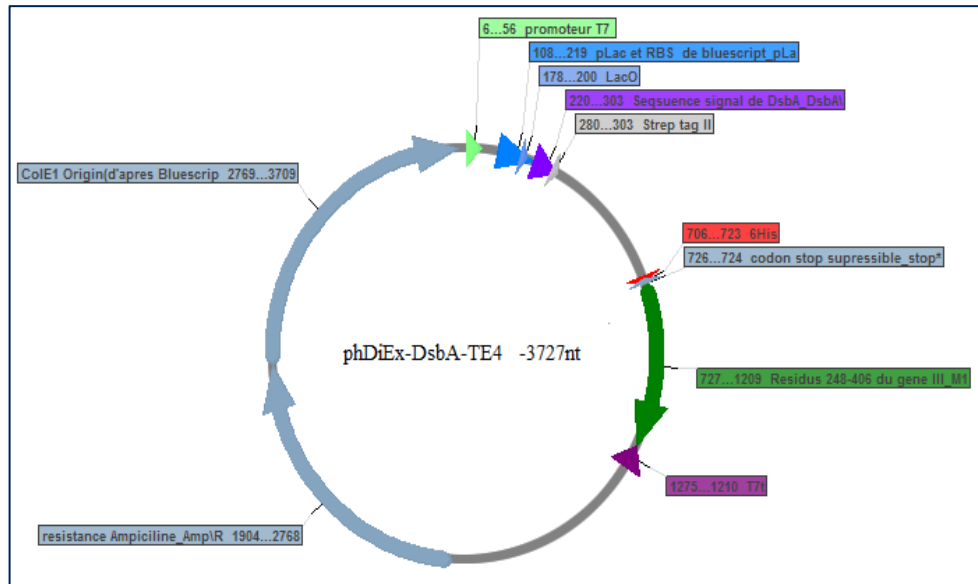 6...56 promoteur T7
108...219 pLac et RBS de bluescript_pLa
178...200 LacO
220...303 Seqsuence signal de DsbA_DsbA\
280...303 Strep tag II
ColE1 Origin(d'apres Bluescrip 2769...3709
706...723 6His
726...724 codon stop supressible_stop*
phDiEx-DsbA-TE4 -3727nt
727...1209 Residus 248-406 du gene III_M1
1275...1210 T7t
resistance Ampiciline_Amp\R 1904...2768